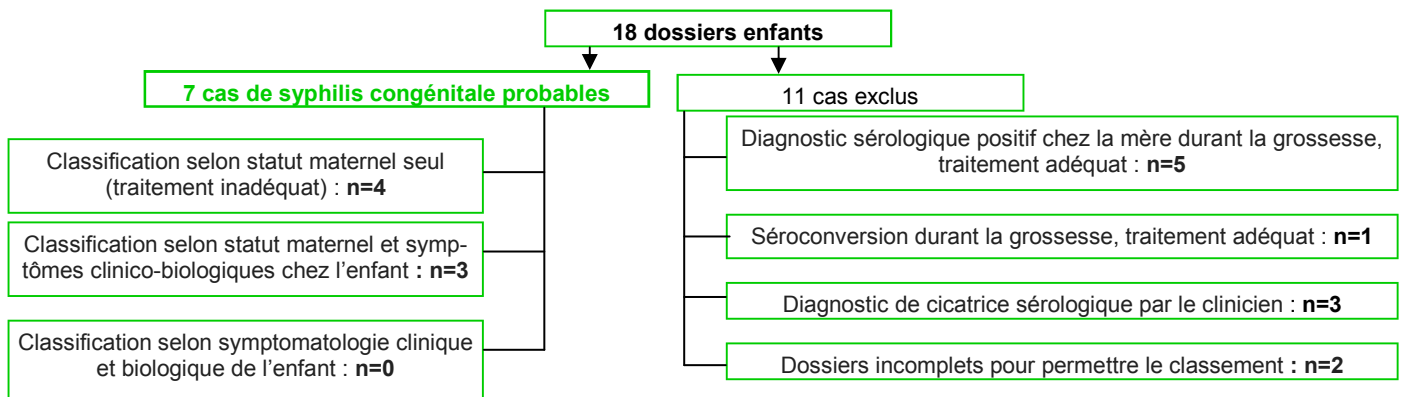 18 dossiers enfants
7 cas de syphilis congénitale probables
11 cas exclus
Classification selon statut maternel seul
(traitement inadéquat) : n=4
Classification selon statut maternel et symp-
tômes clinico-biologiques chez l’enfant : n=3
Classification selon symptomatologie clinique
et biologique de l’enfant : n=0
Diagnostic sérologique positif chez la mère durant la grossesse,
traitement adéquat : n=5
Séroconversion durant la grossesse, traitement adéquat : n=1
Diagnostic de cicatrice sérologique par le clinicien : n=3
Dossiers incomplets pour permettre le classement : n=2